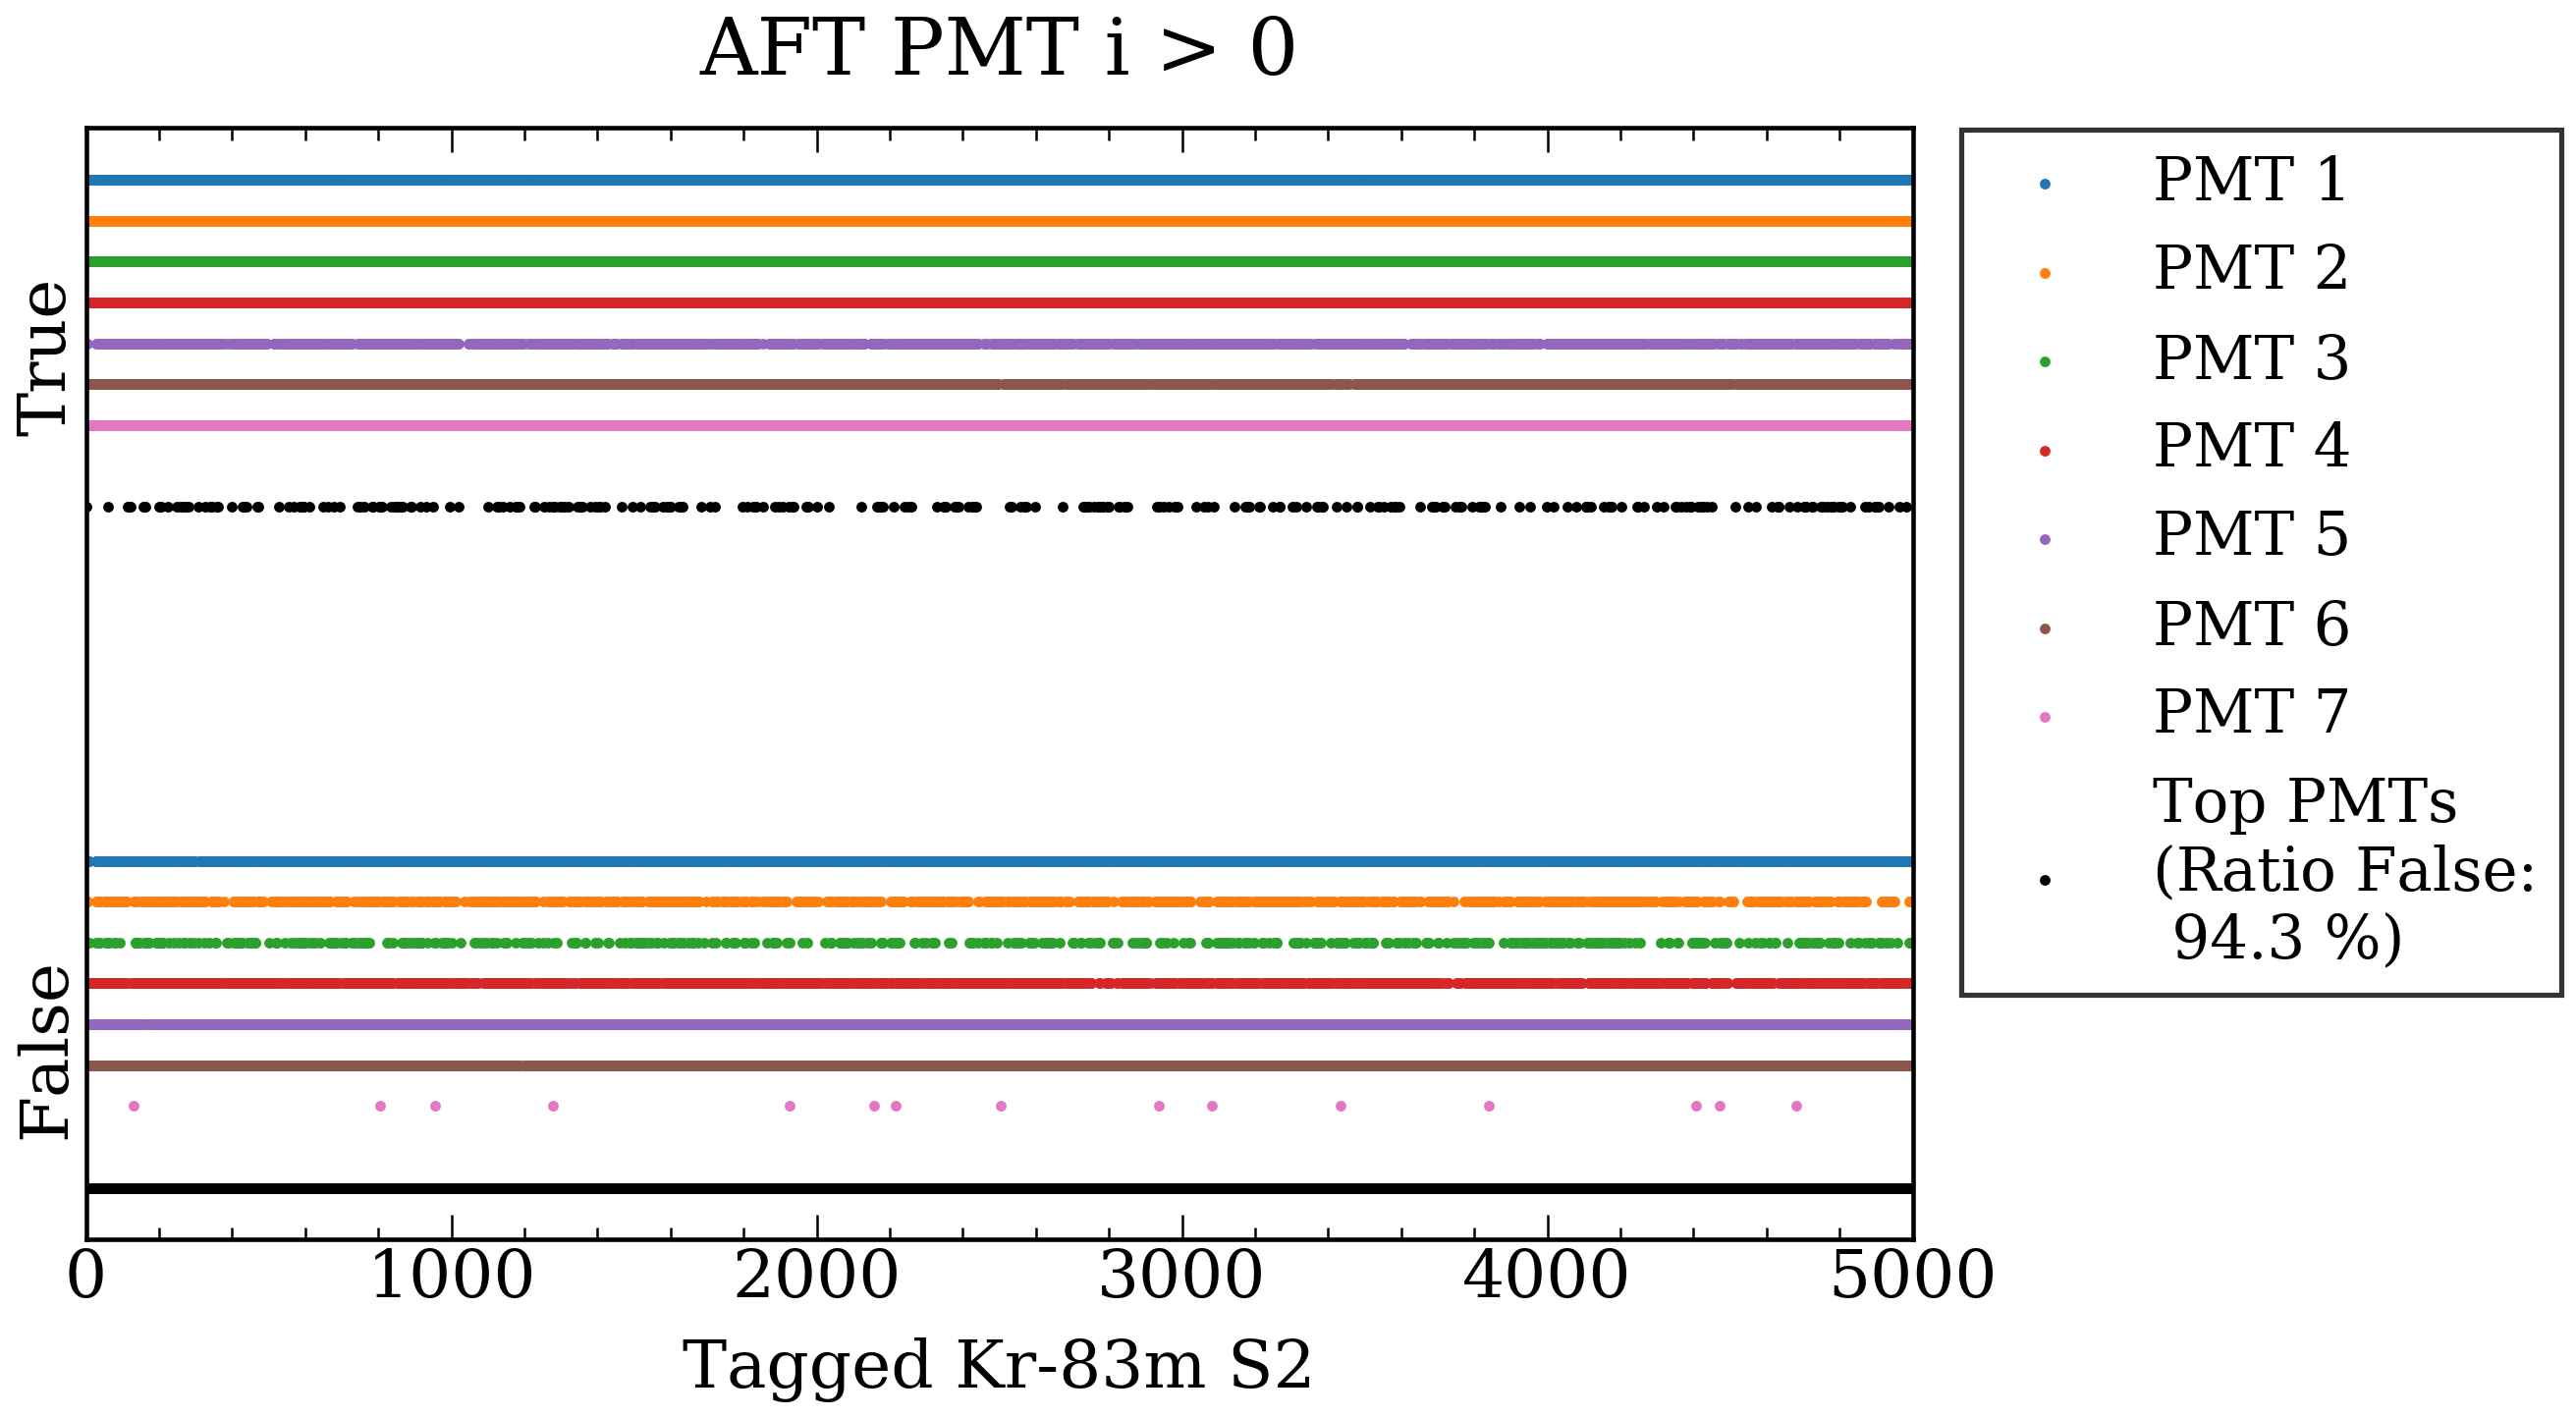 AFT PMT i > 0
True
False
0 1000 2000 3000 4000 5000
Tagged Kr-83m S2
PMT 1
PMT 2
PMT 3
PMT 4
PMT 5
PMT 6
PMT 7
Top PMTs
(Ratio False:
94.3 %)